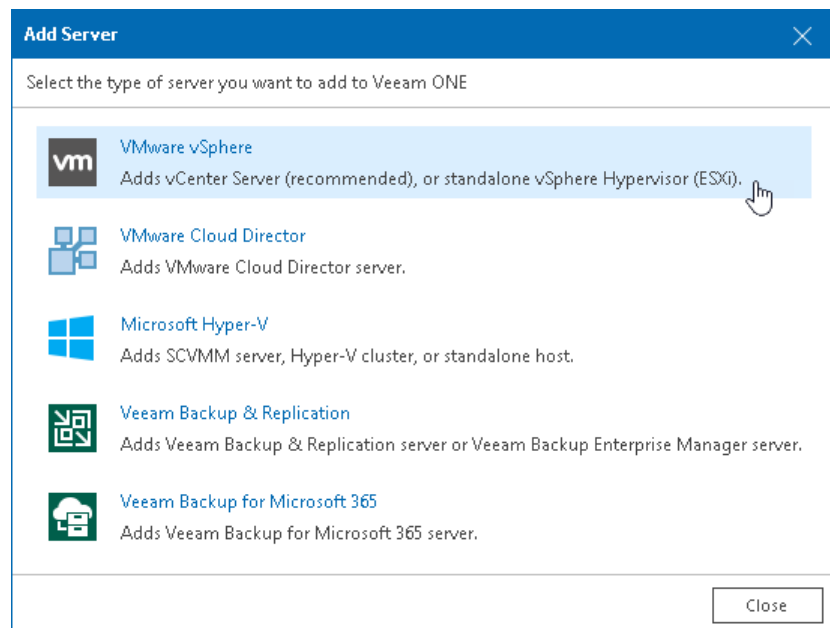 Add Server
Select the type of server you want to add to Veeam ONE
vm
VMware vSphere
Adds vCenter Server (recommended), or standalone vSphere Hypervisor (ESXi).
VMware Cloud Director
Adds VMware Cloud Director server.
Microsoft Hyper-V
Adds SCVMM server, Hyper-V cluster, or standalone host.
Veeam Backup & Replication
Adds Veeam Backup & Replication server or Veeam Backup Enterprise Manager server.
Veeam Backup for Microsoft 365
Adds Veeam Backup for Microsoft 365 server.
Close